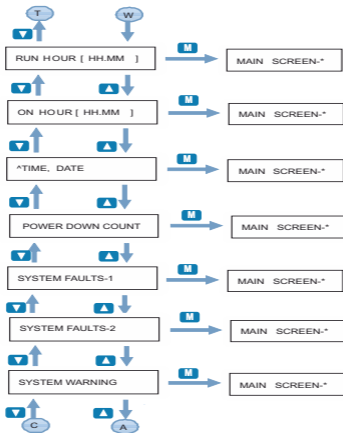 T W
RUN HOUR [ HH.MM ] M MAIN SCREEN-*
ON HOUR [ HH.MM ] M MAIN SCREEN-*
^TIME, DATE M MAIN SCREEN-*
POWER DOWN COUNT M MAIN SCREEN-*
SYSTEM FAULTS-1 M MAIN SCREEN-*
SYSTEM FAULTS-2 M MAIN SCREEN-*
SYSTEM WARNING M MAIN SCREEN-*
C A